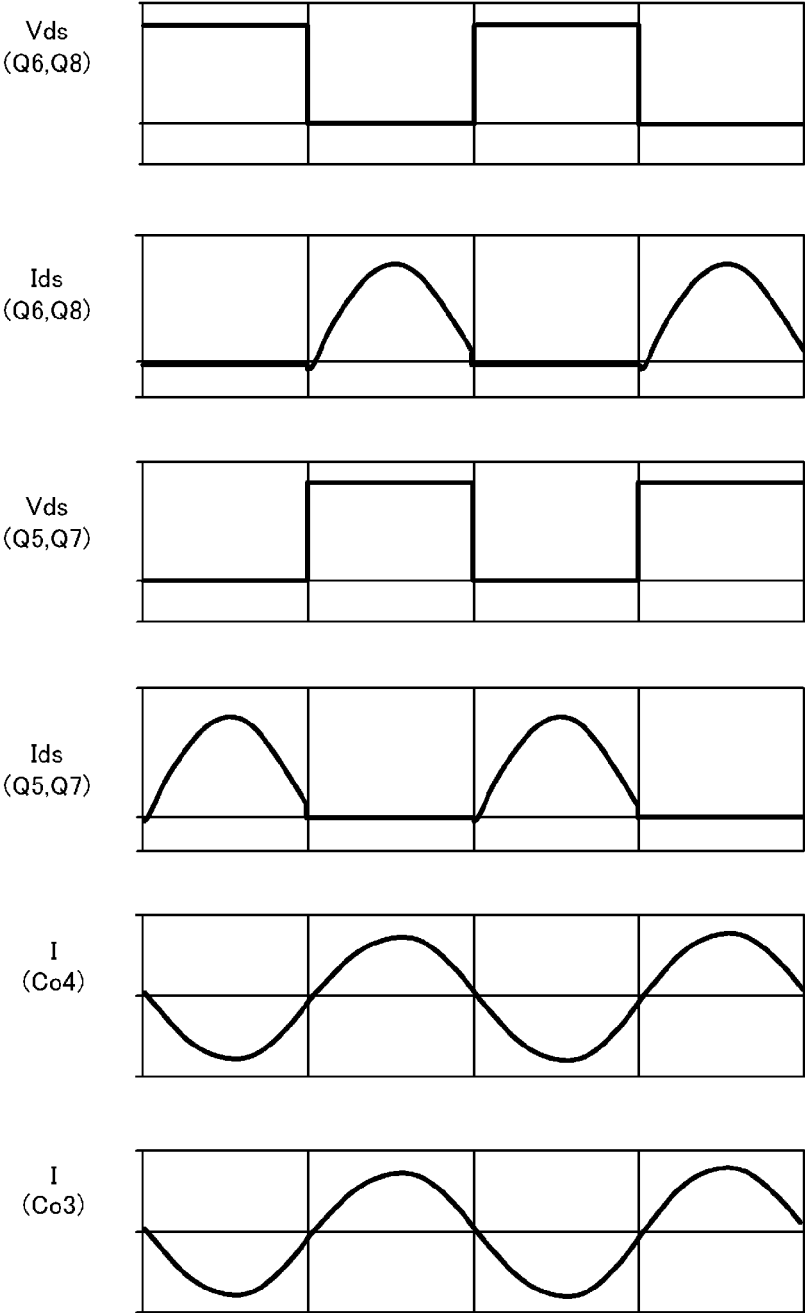 Vds
(Q6,Q8)
Ids
(Q6,Q8)
Vds
(Q5,Q7)
Ids
(Q5,Q7)
I
(Co4)
I
(Co3)